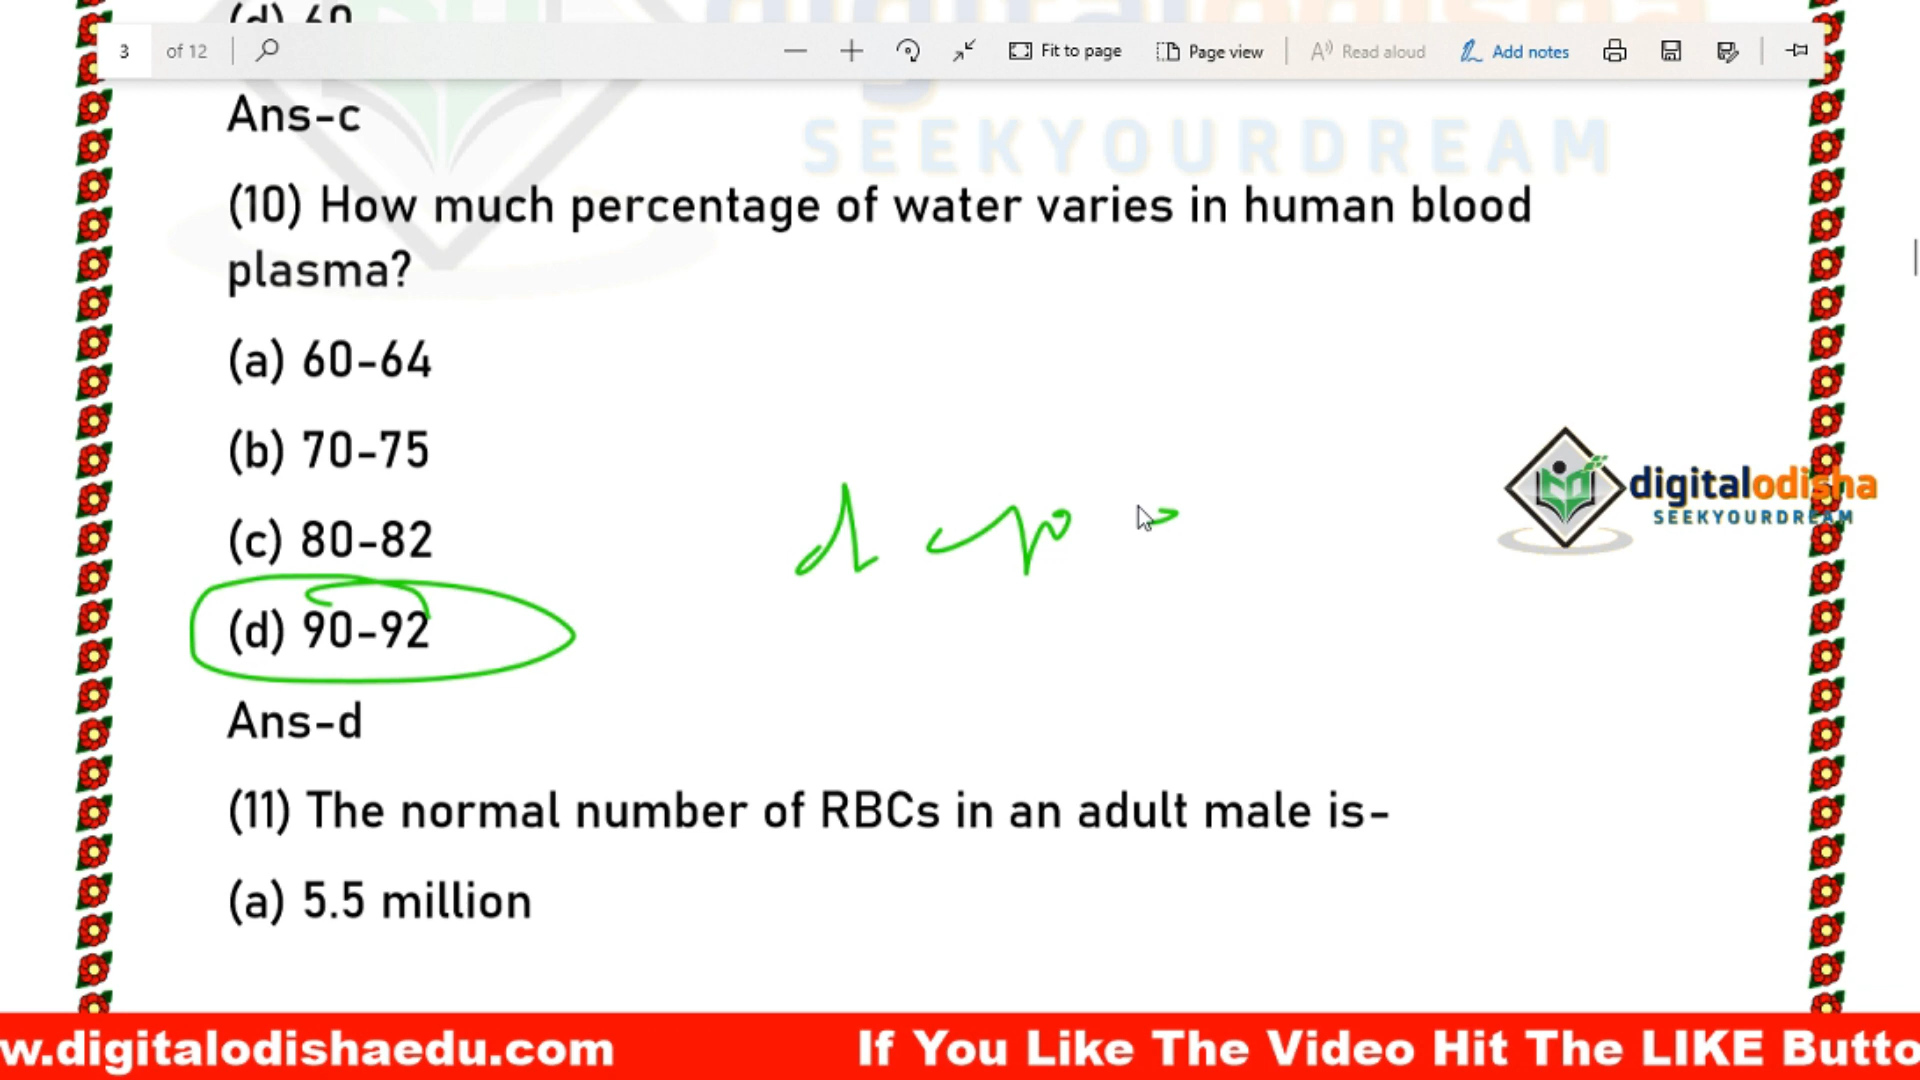 (d) 60
3 of 12 Fit to page Page view Read aloud Add notes
Ans-c
SEEKYOURDREAM
(10) How much percentage of water varies in human blood
plasma?
(a) 60-64
(b) 70-75
(c) 80-82
digitalodisha
SEEKYOURDREAM
(d) 90-92
Ans-d
(11) The normal number of RBCs in an adult male is-
(a) 5.5 million
w.digitalodishaedu.com If You Like The Video Hit The LIKE Butto